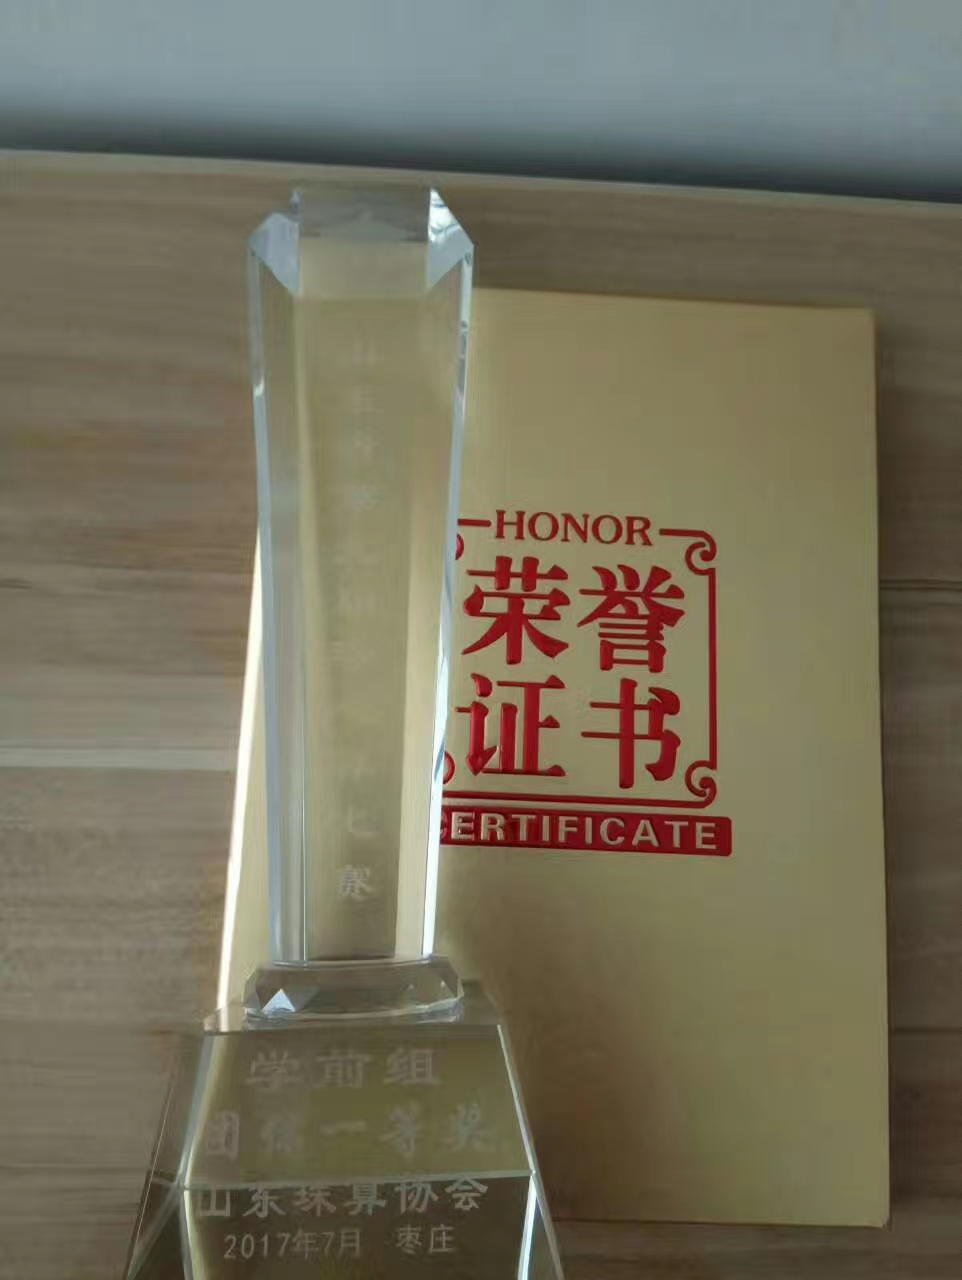 HONOR
荣誉
证书
CERTIFICATE
赛
学前组
团体一等奖
山东珠算协会
2017年7月 枣庄